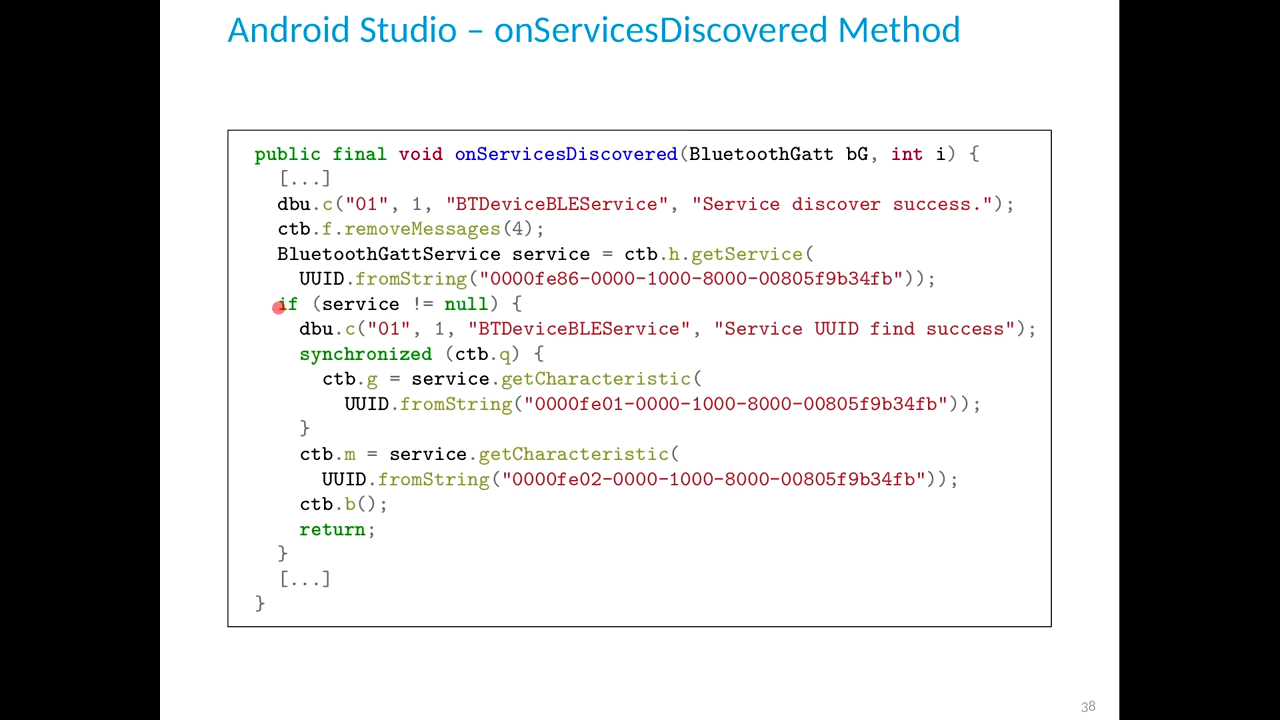 Android Studio – onServicesDiscovered Method
public final void onServicesDiscovered(BluetoothGatt bG, int i) {
[...]
dbu.c("01", 1, "BTDeviceBLEService", "Service discover success.");
ctb.f.removeMessages(4);
BluetoothGattService service = ctb.h.getService(
UUID.fromString("0000fe86-0000-1000-8000-00805f9b34fb"));
if (service != null) {
dbu.c("01", 1, "BTDeviceBLEService", "Service UUID find success");
synchronized (ctb.q) {
ctb.g = service.getCharacteristic(
UUID.fromString("0000fe01-0000-1000-8000-00805f9b34fb"));
}
ctb.m = service.getCharacteristic(
UUID.fromString("0000fe02-0000-1000-8000-00805f9b34fb"));
ctb.b();
return;
}
[...]
}
38